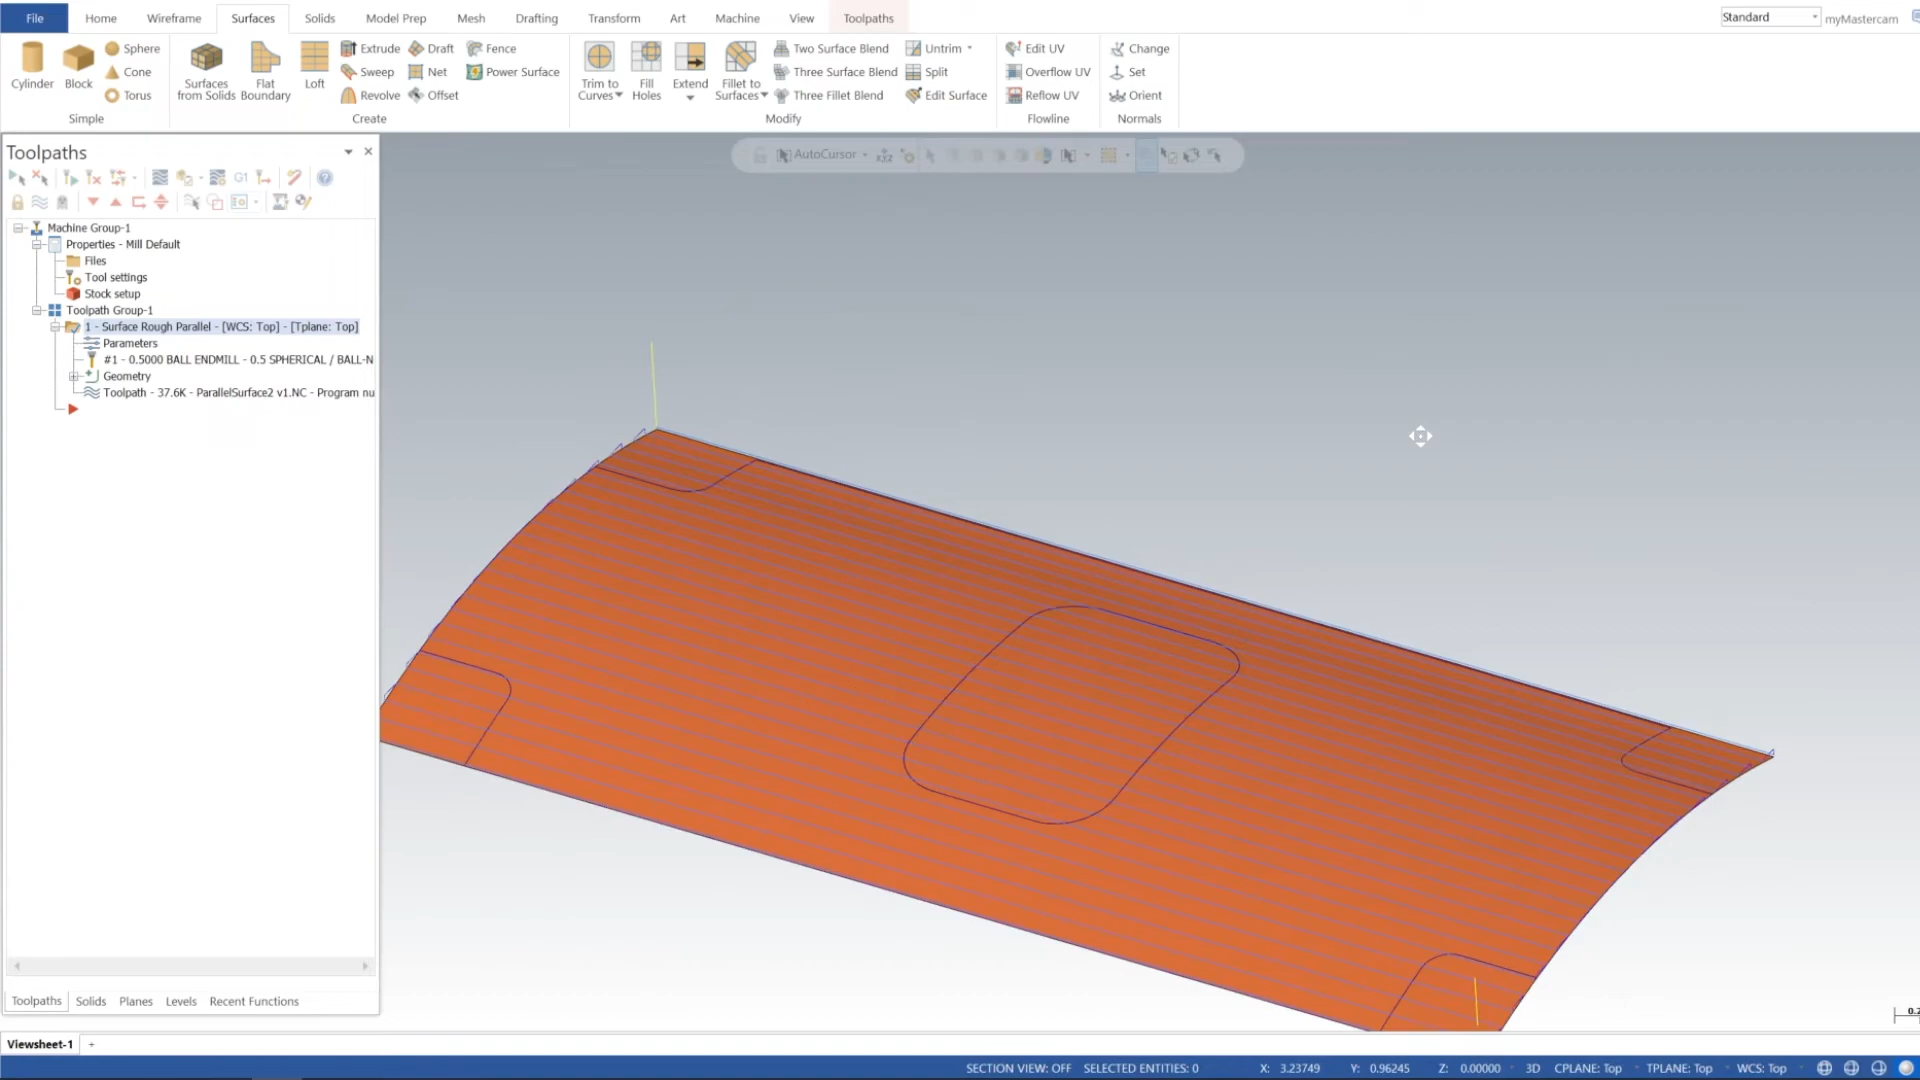 File Home Wireframe Surfaces Solids Model Prep Mesh Drafting Transform Art Machine View Toolpaths Standard myMastercam
Cylinder
Block
Sphere
Cone
Torus
Simple
Surfaces from Solids
Flat Boundary
Loft
Extrude Draft Fence
Sweep Net Power Surface
Revolve Offset
Create
Trim to Curves
Fill Holes
Extend
Fillet to Surfaces
Two Surface Blend Untrim
Three Surface Blend Split
Three Fillet Blend Edit Surface
Modify
Edit UV
Overflow UV
Reflow UV
Flowline
Change
Set
Orient
Normals
Toolpaths
G1
AutoCursor
XYZ
Machine Group-1
Properties - Mill Default
Files
Tool settings
Stock setup
Toolpath Group-1
1 - Surface Rough Parallel - [WCS: Top] - [Tplane: Top]
Parameters
#1 - 0.5000 BALL ENDMILL - 0.5 SPHERICAL / BALL-N
Geometry
Toolpath - 37.6K - ParallelSurface2 v1.NC - Program nu
Toolpaths Solids Planes Levels Recent Functions
Viewsheet-1 +
SECTION VIEW: OFF SELECTED ENTITIES: 0 X: 3.23749 Y: 0.96245 Z: 0.00000 3D CPLANE: Top TPLANE: Top WCS: Top